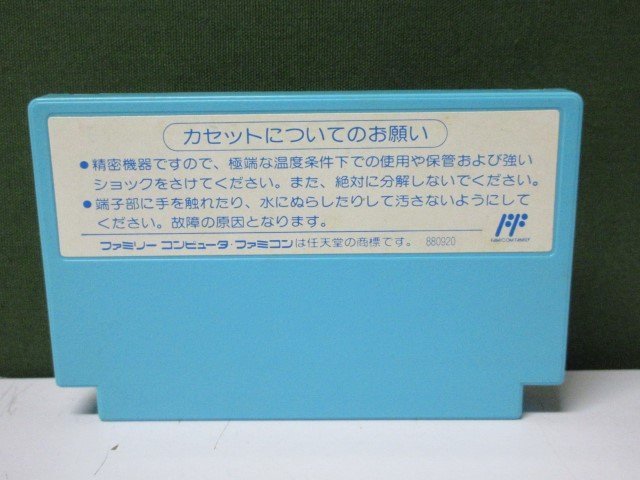 カセットについてのお願い
●精密機器ですので、極端な温度条件下での使用や保管および強い
ショックをさけてください。また、絶対に分解しないでください。
●端子部に手を触れたり、水にぬらしたりして汚さないようにして
ください。故障の原因となります。
ファミリー コンピュータ・ファミコンは任天堂の商標です。 880920
FAMICOM FAMILY